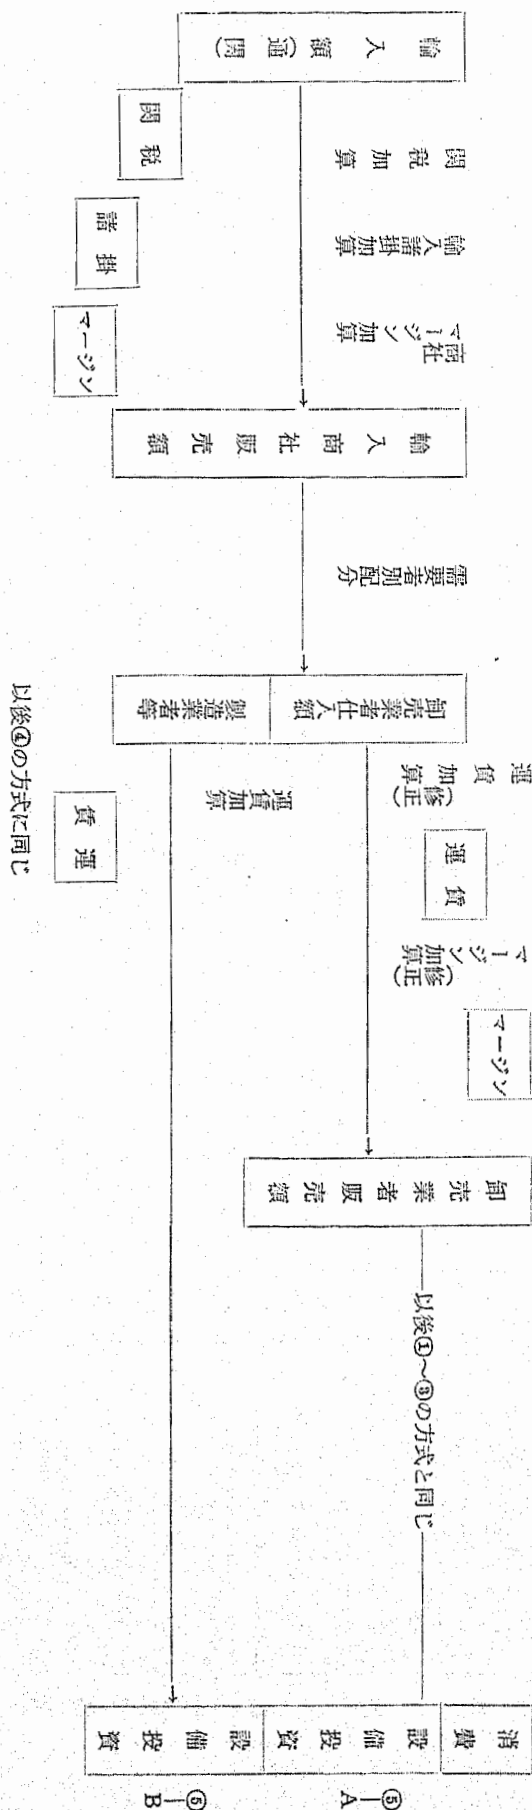 輸入額(通関)
関税加算
輸入諸掛加算
商社
マージン加算
関税
諸掛
マージン
輸入商社販売額
需要者別配分
卸売業者仕入額
製造業者等
運賃加算
(修正)
運賃
マージン加算
(修正)
マージン
運賃加算
賃運
以後④の方式に同じ
卸売業者販売額
以後①～③の方式と同じ
消費
設備投資
設備投資
⑤—A
⑤—B